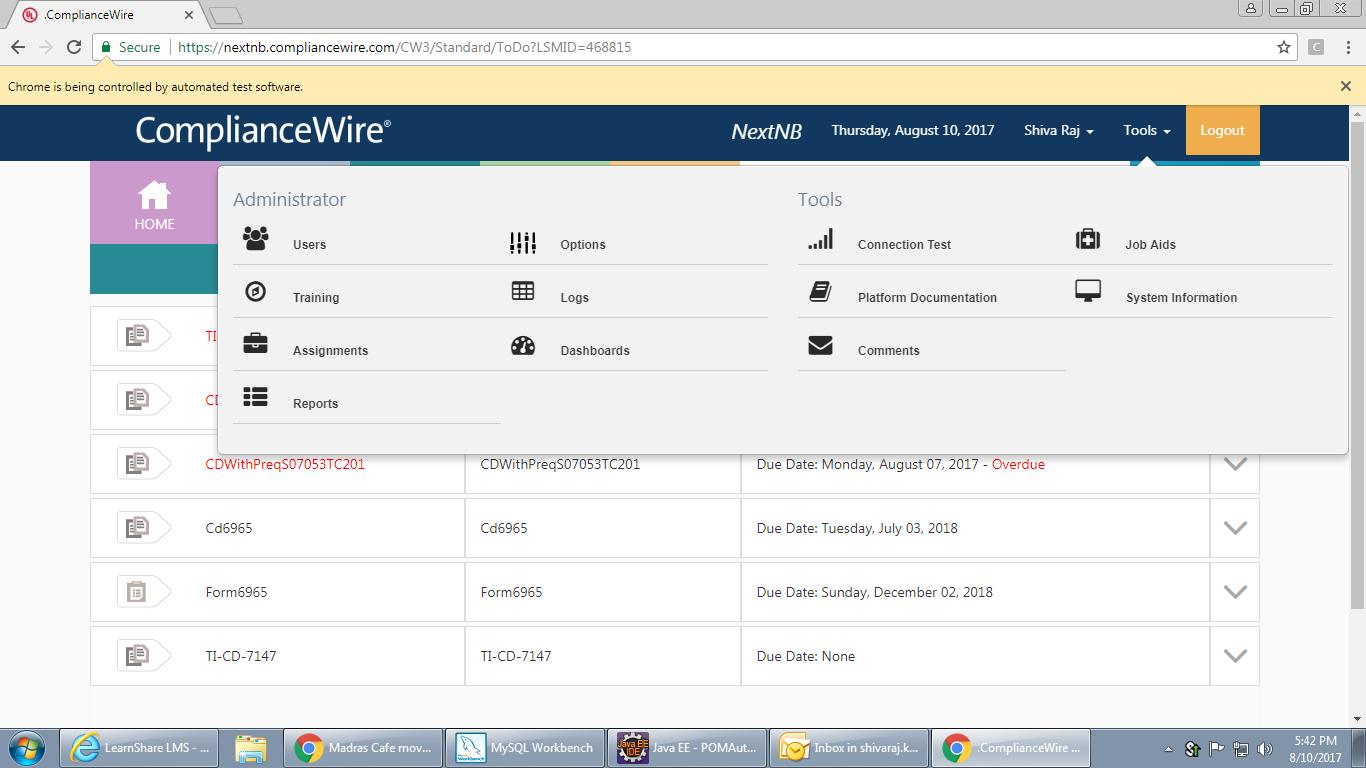 .ComplianceWire
Secure https://nextnb.compliancewire.com/CW3/Standard/ToDo?LSMID=468815
Chrome is being controlled by automated test software.
ComplianceWire® NextNB Thursday, August 10, 2017 Shiva Raj Tools Logout
HOME
Administrator Tools
Users Options Connection Test Job Aids
Training Logs Platform Documentation System Information
Assignments Dashboards Comments
Reports
CDWithPreqS07053TC201 CDWithPreqS07053TC201 Due Date: Monday, August 07, 2017 - Overdue
Cd6965 Cd6965 Due Date: Tuesday, July 03, 2018
Form6965 Form6965 Due Date: Sunday, December 02, 2018
TI-CD-7147 TI-CD-7147 Due Date: None
LearnShare LMS - ... Madras Cafe mov... MySQL Workbench Java EE - POMAut... Inbox in shivaraj.k... .ComplianceWire ... 5:42 PM
8/10/2017